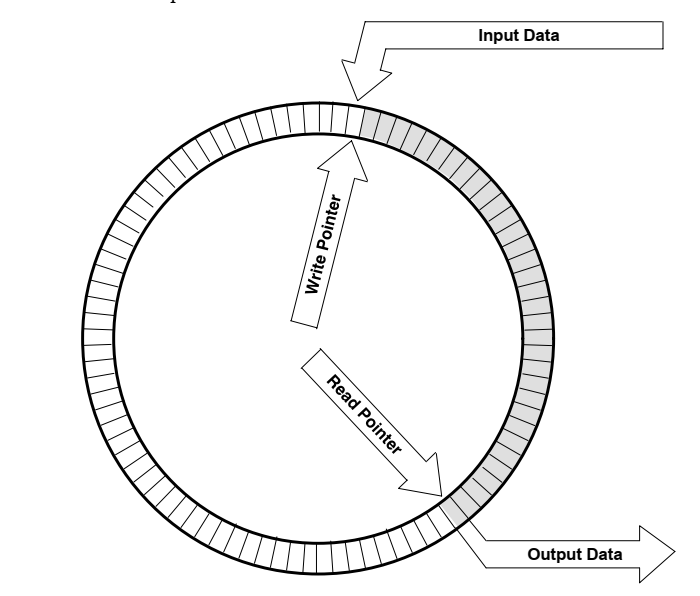 Input Data
Write Pointer
Read Pointer
Output Data